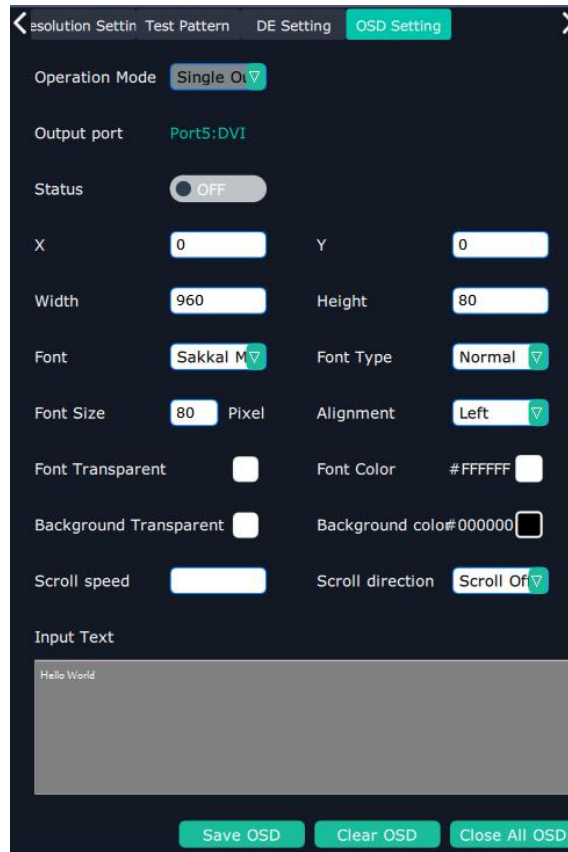 esolution Settin Test Pattern DE Setting OSD Setting
Operation Mode Single Ou
Output port Port5:DVI
Status OFF
X 0 Y 0
Width 960 Height 80
Font Sakkal M Font Type Normal
Font Size 80 Pixel Alignment Left
Font Transparent Font Color #FFFFFF
Background Transparent Background color #000000
Scroll speed Scroll direction Scroll Off
Input Text
Hello World
Save OSD Clear OSD Close All OSD